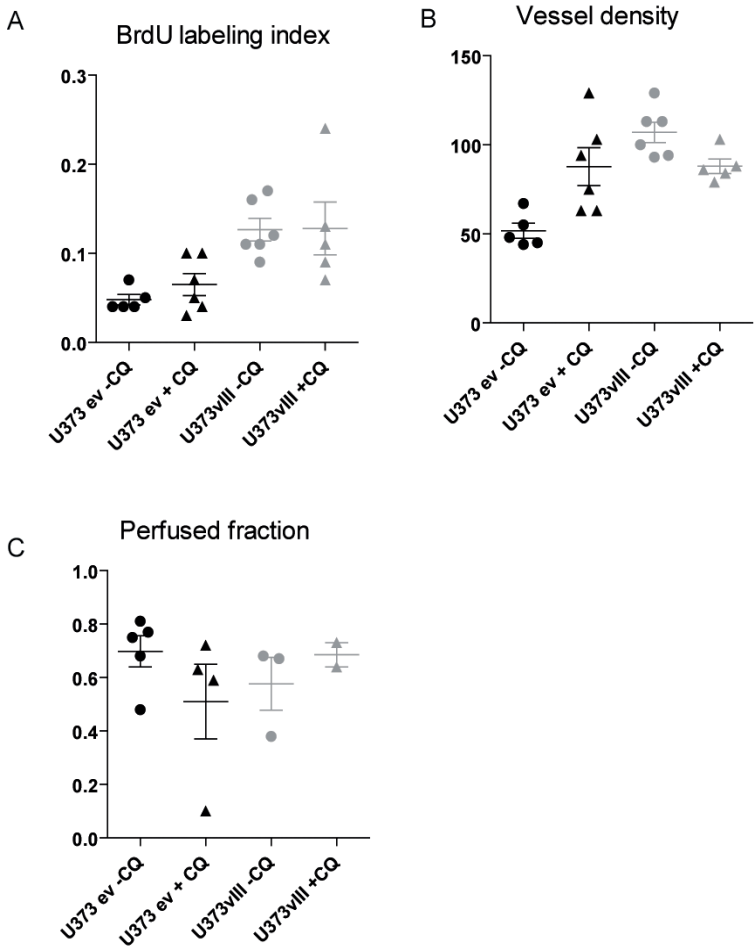 A
BrdU labeling index
0.3
0.2
0.1
0.0
U373 ev -CQ
U373 ev + CQ
U373vIII -CQ
U373vIII +CQ
B
Vessel density
150
100
50
0
U373 ev -CQ
U373 ev + CQ
U373vIII -CQ
U373vIII +CQ
C
Perfused fraction
1.0
0.8
0.6
0.4
0.2
0.0
U373 ev -CQ
U373 ev + CQ
U373vIII -CQ
U373vIII +CQ